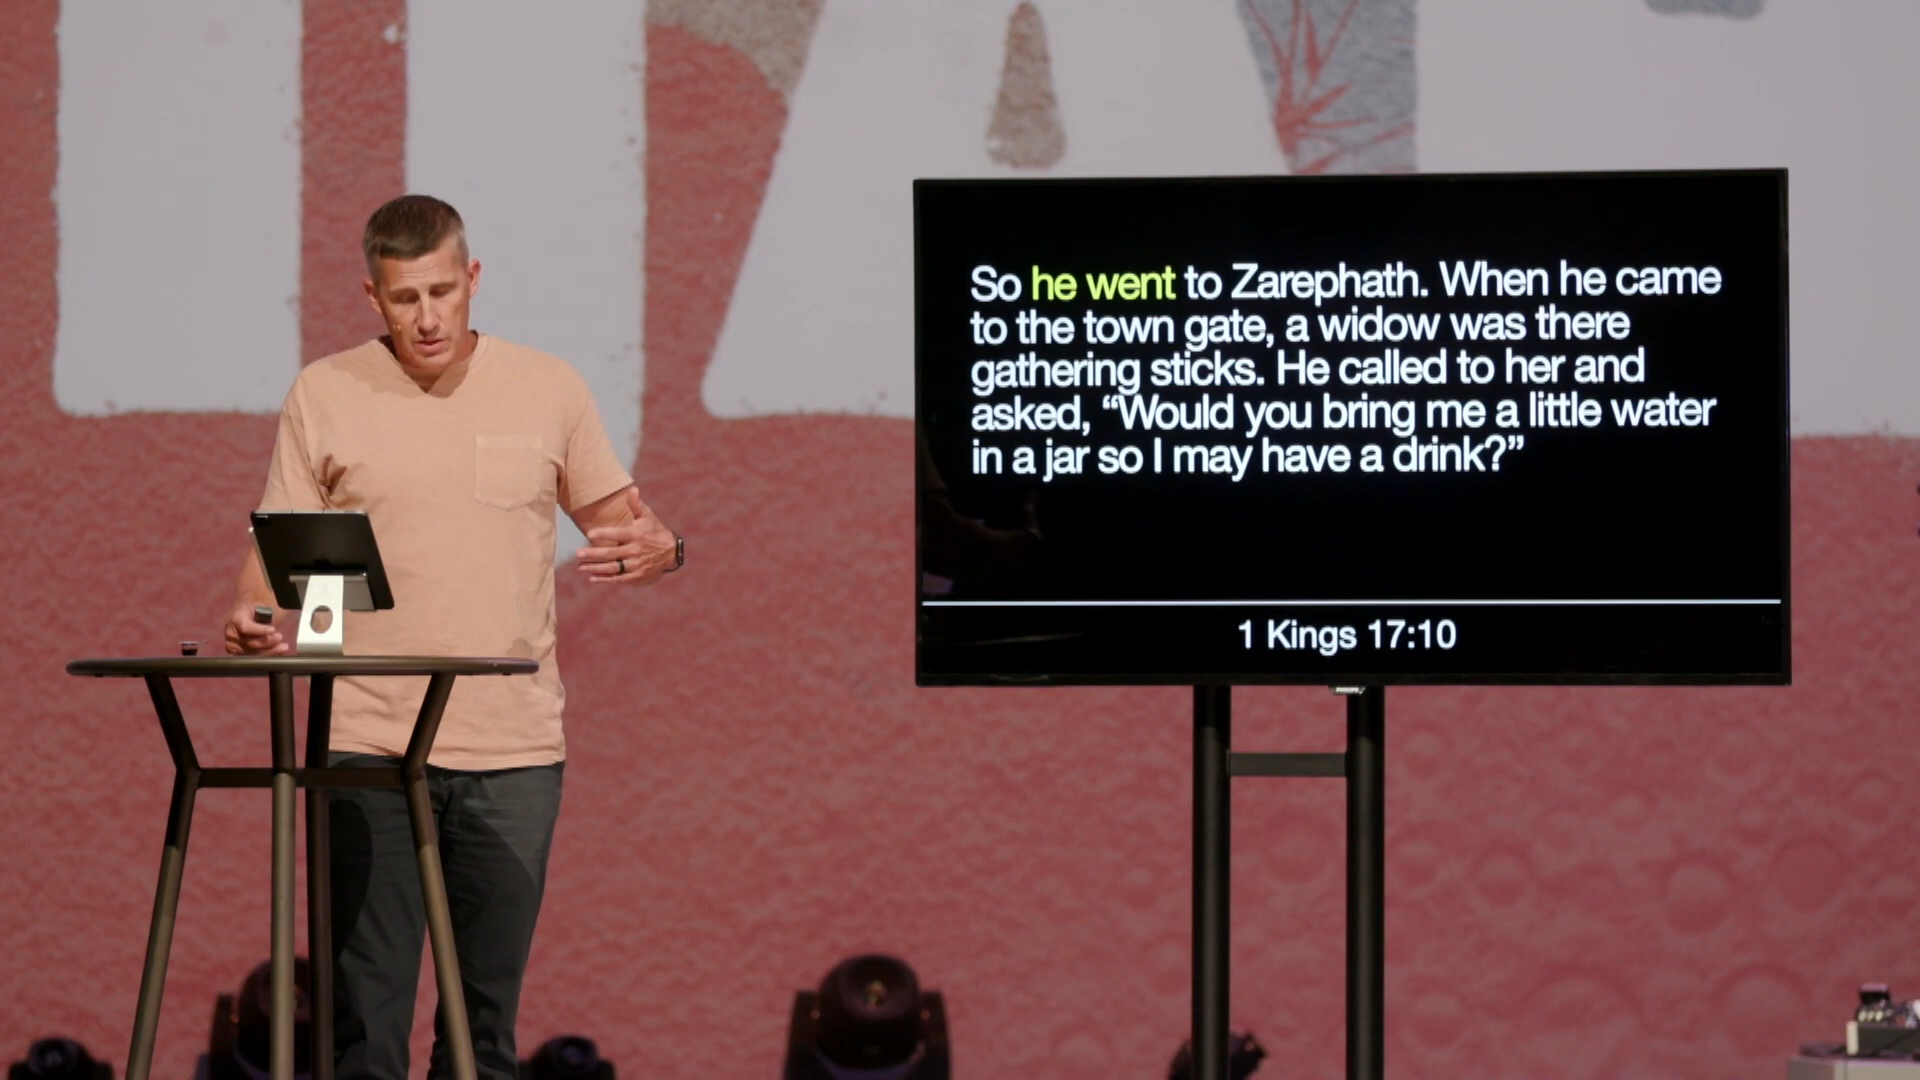 So he went to Zarephath. When he came
to the town gate, a widow was there
gathering sticks. He called to her and
asked, “Would you bring me a little water
in a jar so I may have a drink?”
1 Kings 17:10
PHILIPS